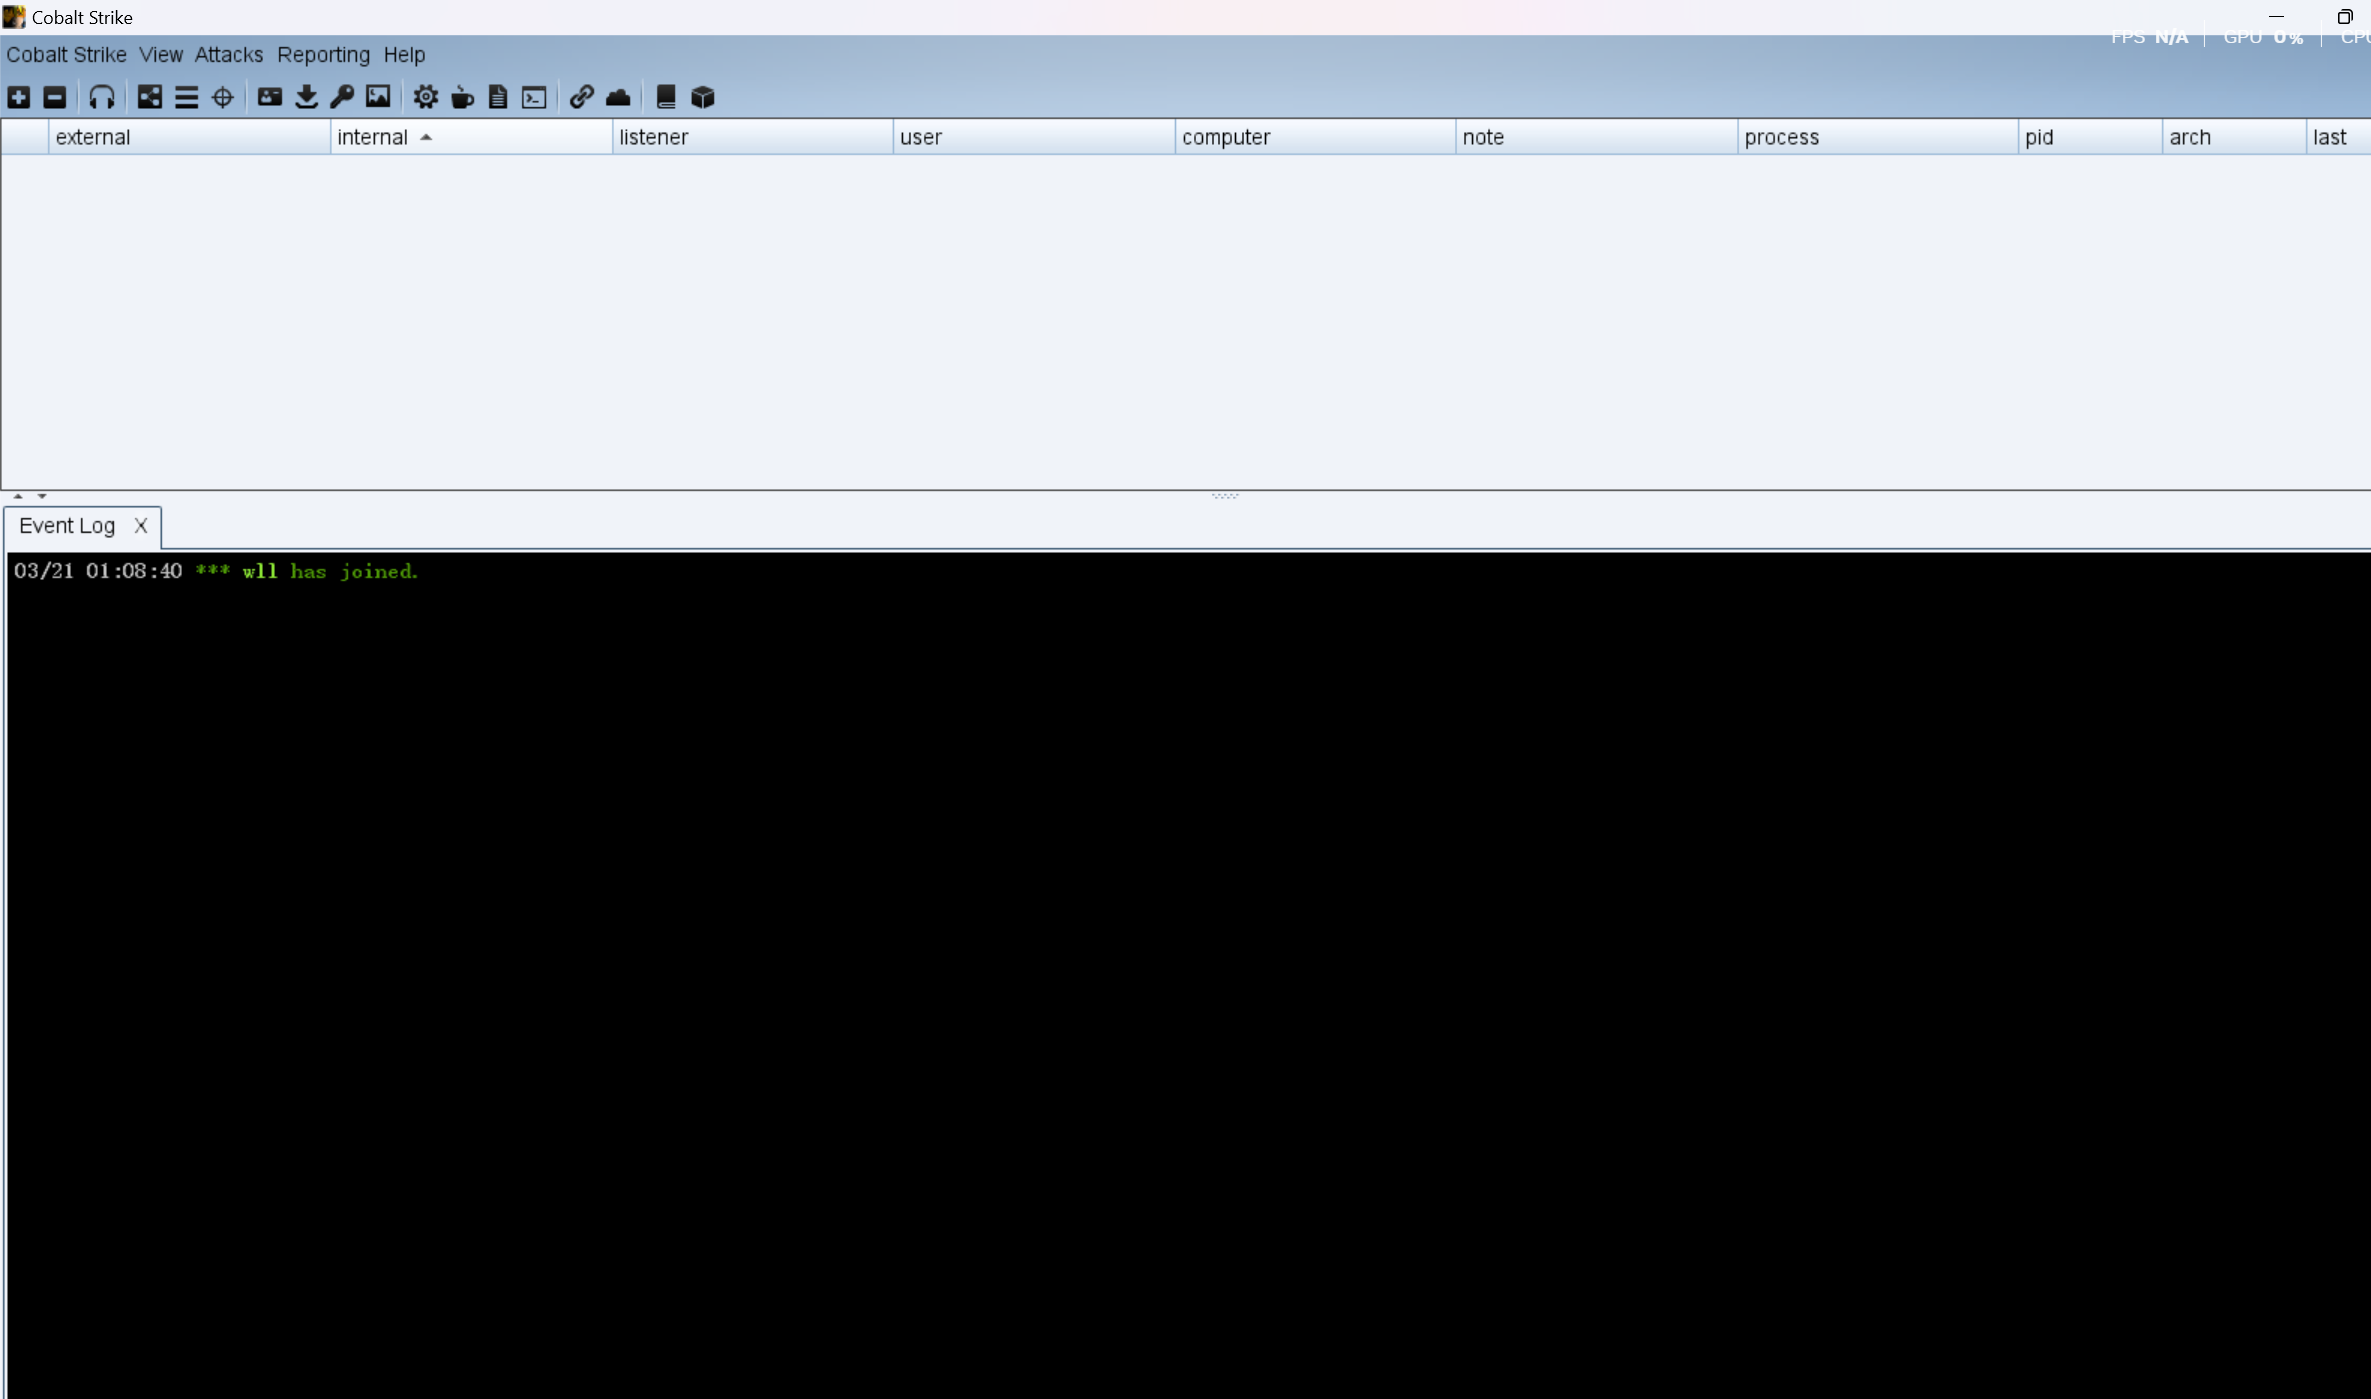 Cobalt Strike
FPS N/A GPU 0% CPU
Cobalt Strike View Attacks Reporting Help
external internal listener user computer note process pid arch last
Event Log X
03/21 01:08:40 *** wll has joined.